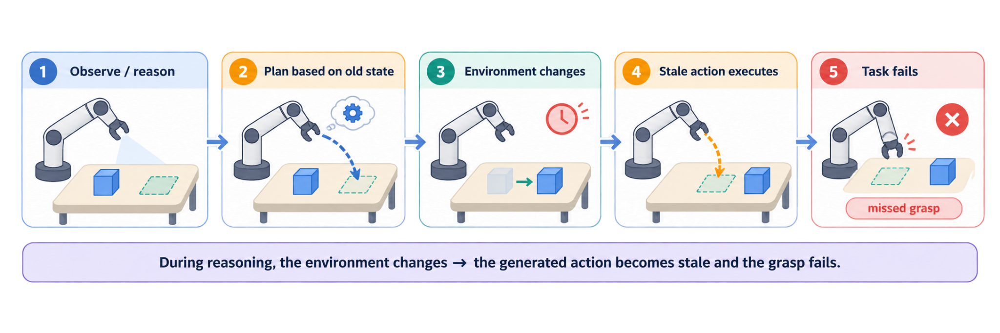 1 Observe / reason
2 Plan based on old state
3 Environment changes
4 Stale action executes
5 Task fails
missed grasp
During reasoning, the environment changes → the generated action becomes stale and the grasp fails.